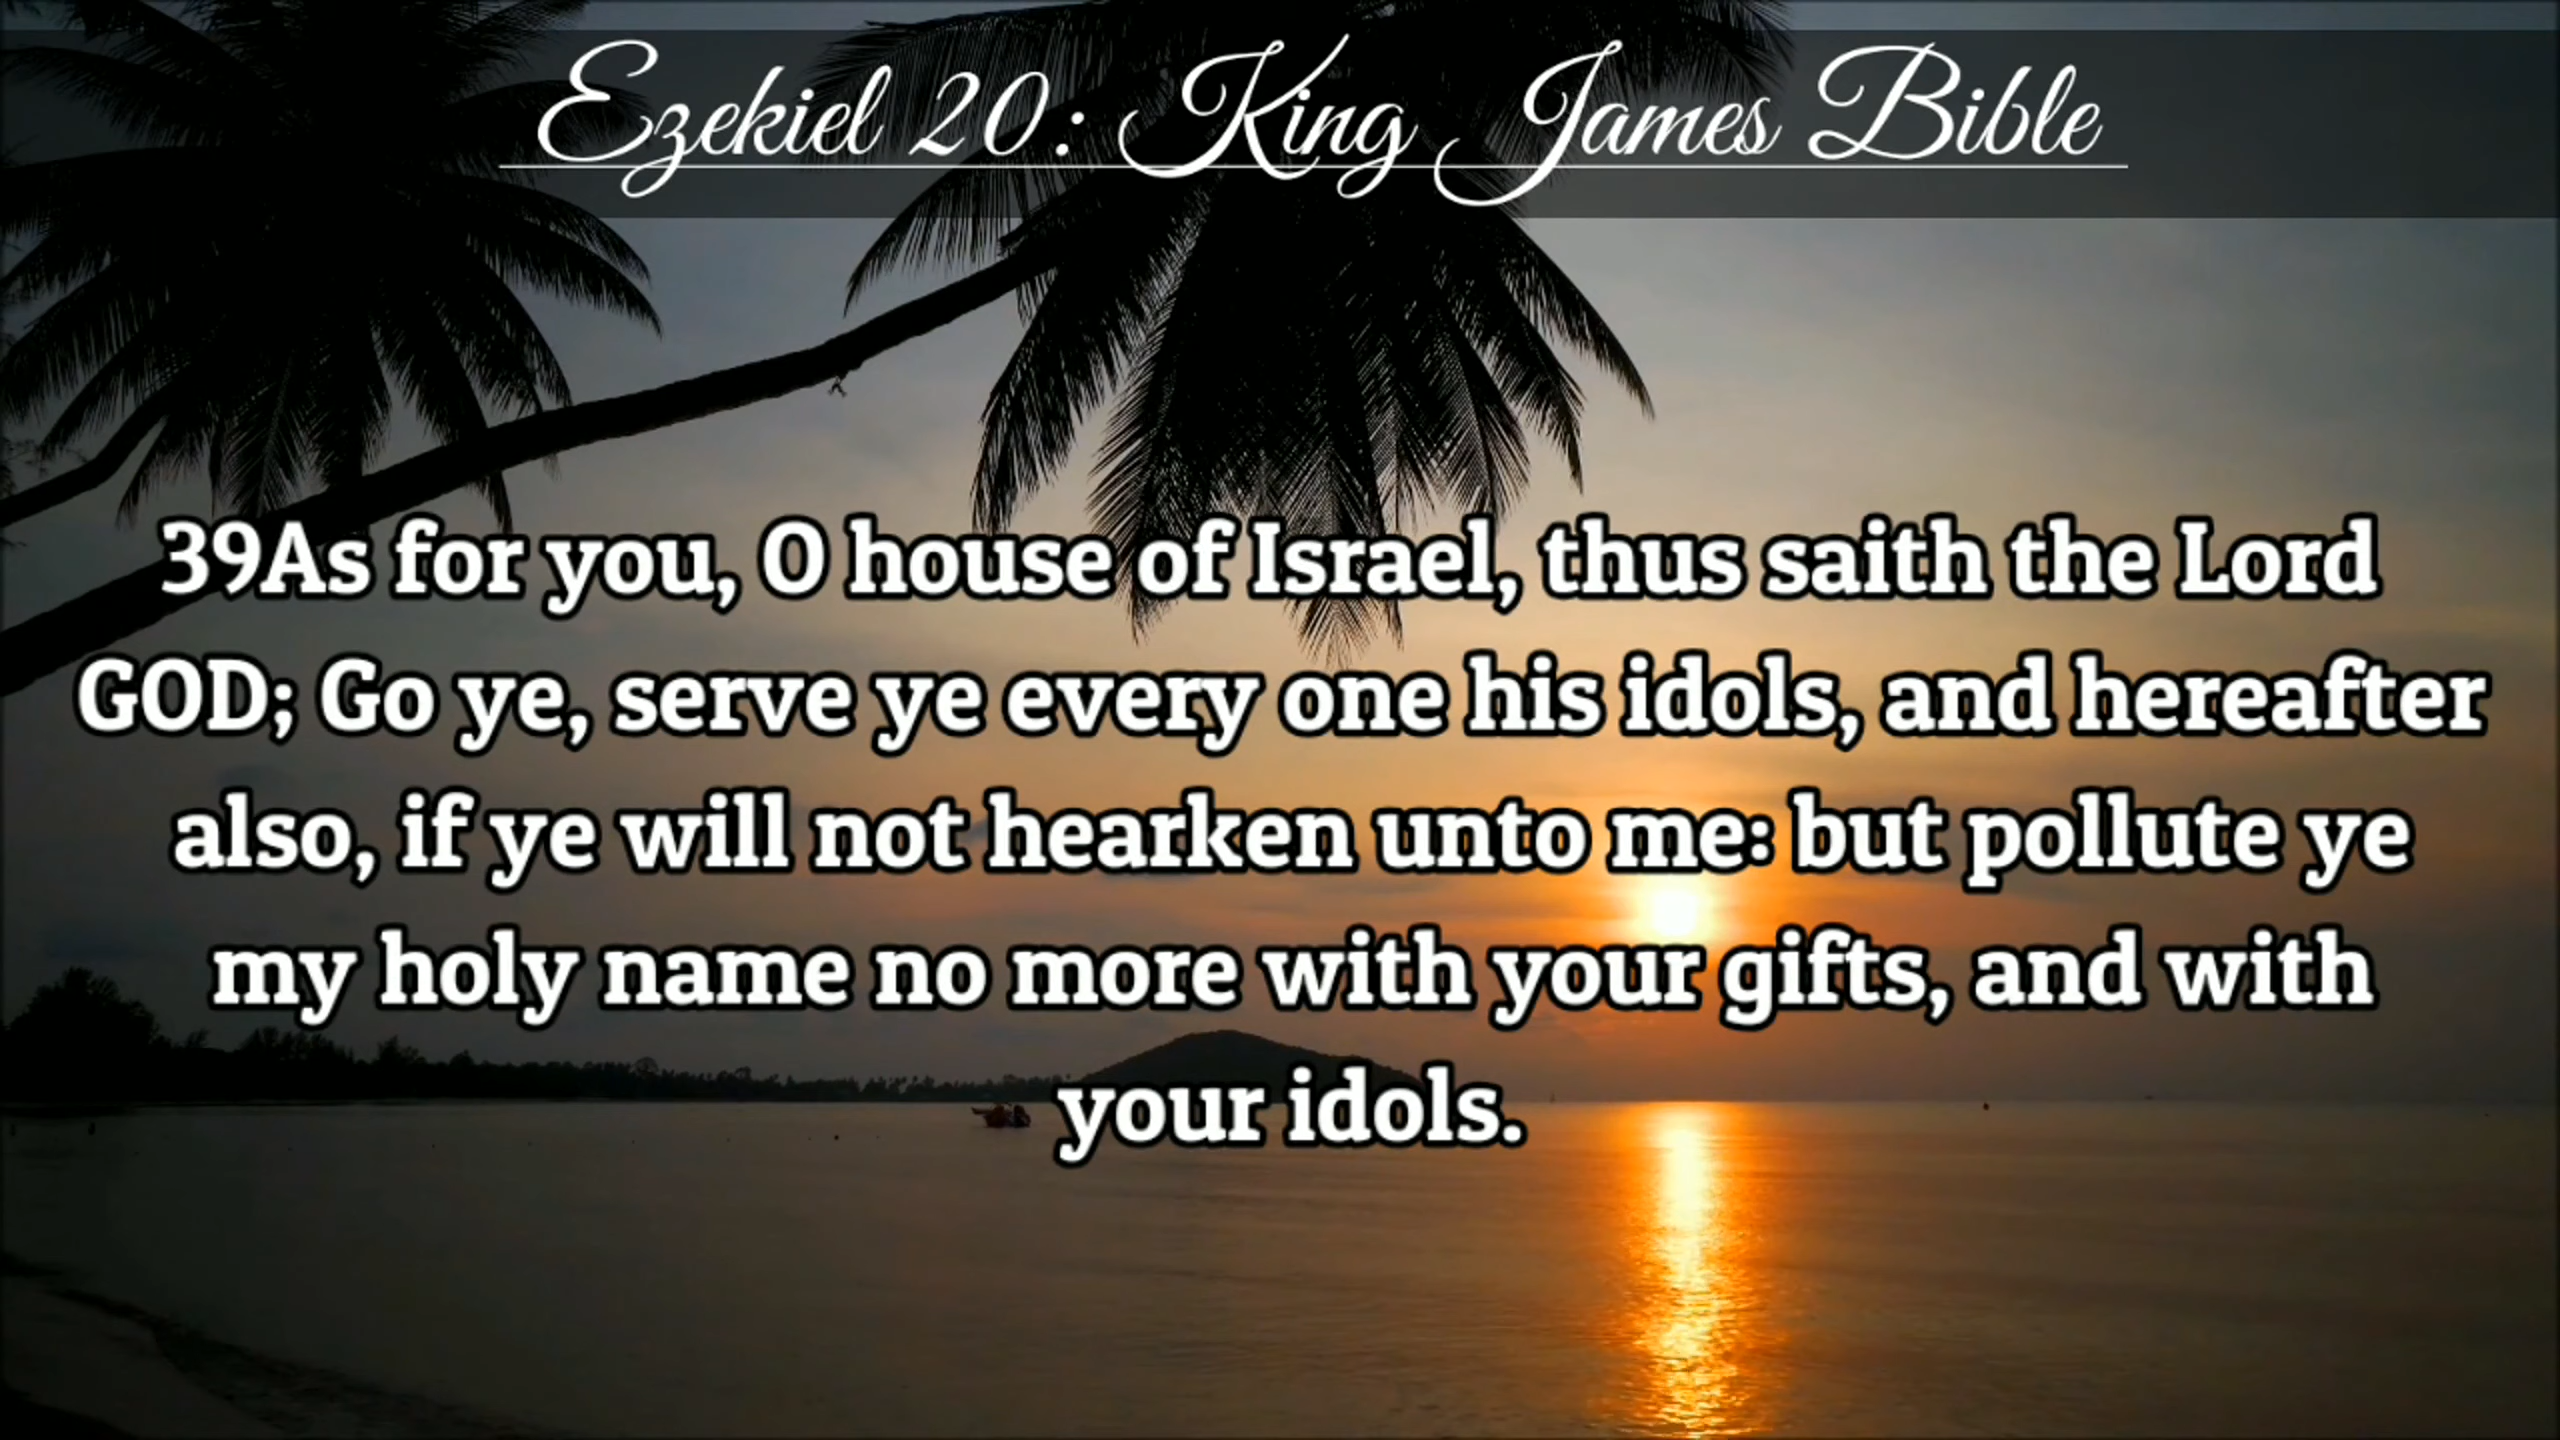 Ezekiel 20: King James Bible
39As for you, O house of Israel, thus saith the Lord
GOD; Go ye, serve ye every one his idols, and hereafter
also, if ye will not hearken unto me: but pollute ye
my holy name no more with your gifts, and with
your idols.